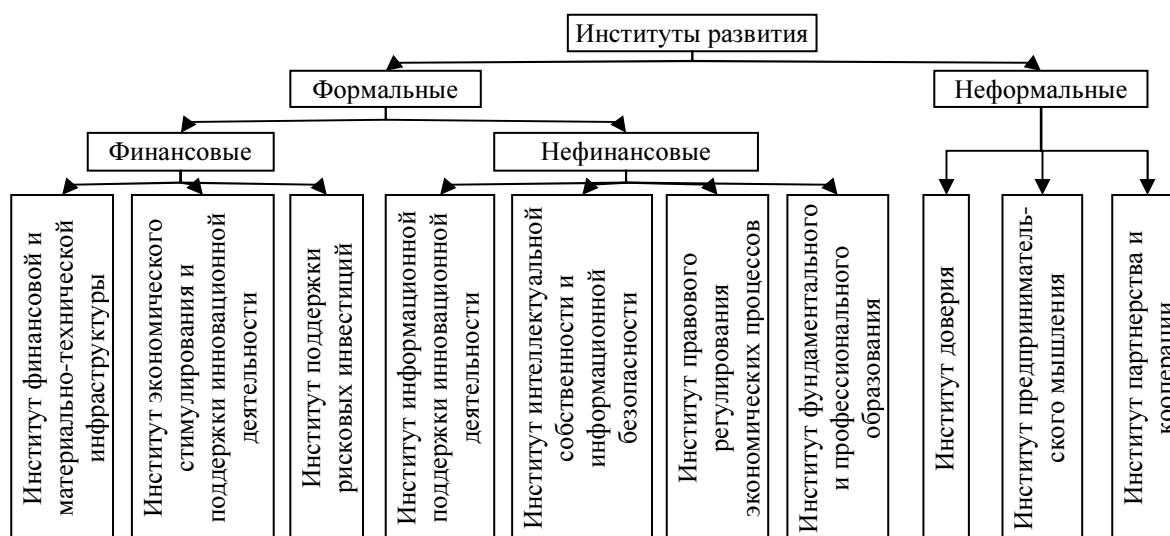 Институты развития
Формальные
Неформальные
Финансовые
Нефинансовые
Институт финансовой и
материально-технической
инфраструктуры
Институт экономического
стимулирования и
поддержки инновационной
деятельности
Институт поддержки
рисковых инвестиций
Институт информационной
поддержки инновационной
деятельности
Институт интеллектуальной
собственности и
информационной
безопасности
Институт правового
регулирования
экономических процессов
Институт фундаментального
и профессионального
образования
Институт доверия
Институт предприниматель-
ского мышления
Институт партнерства и
кооперации